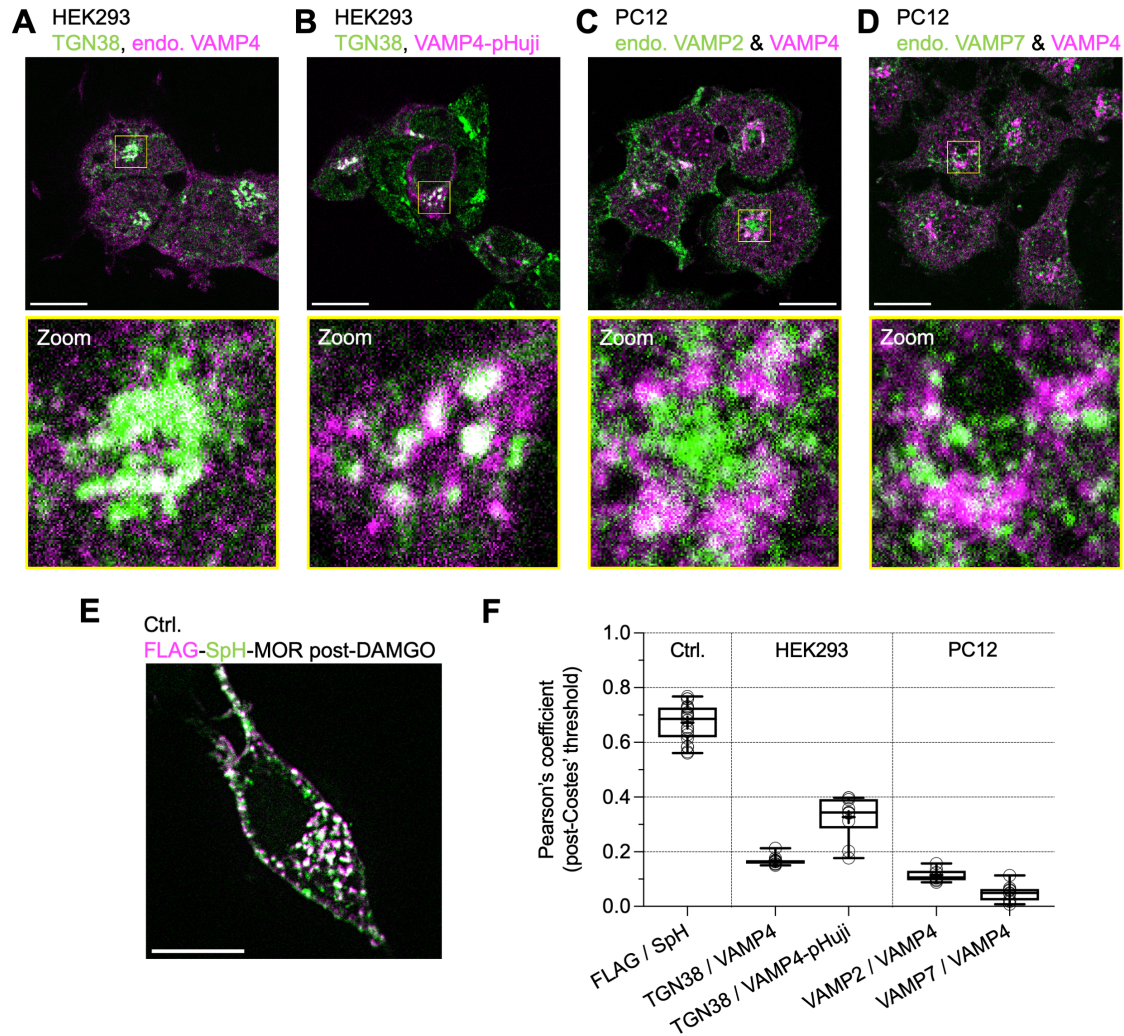 A HEK293
TGN38, endo. VAMP4
B HEK293
TGN38, VAMP4-pHuji
C PC12
endo. VAMP2 & VAMP4
D PC12
endo. VAMP7 & VAMP4
Zoom
Zoom
Zoom
Zoom
E
Ctrl.
FLAG-SpH-MOR post-DAMGO
F
Pearson's coefficient
(post-Costes' threshold)
1.0
0.8
0.6
0.4
0.2
0.0
Ctrl.
HEK293
PC12
FLAG / SpH
TGN38 / VAMP4
TGN38 / VAMP4-pHuji
VAMP2 / VAMP4
VAMP7 / VAMP4